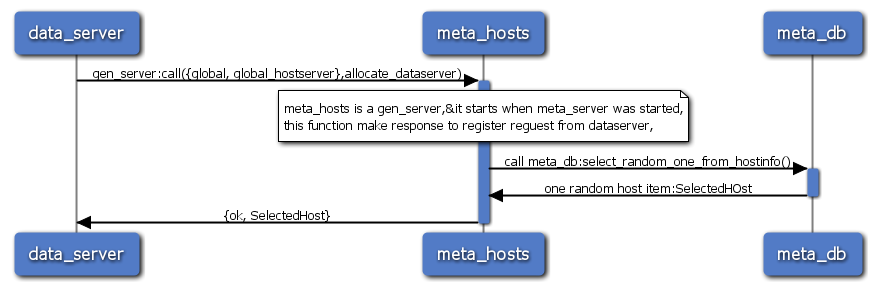 data_server meta_hosts meta_db
gen_server:call({global, global_hostserver},allocate_dataserver)
meta_hosts is a gen_server,&it starts when meta_server was started,
this function make response to register reguest from dataserver,
call meta_db:select_random_one_from_hostinfo()
one random host item:SelectedHOst
{ok, SelectedHost}
data_server meta_hosts meta_db